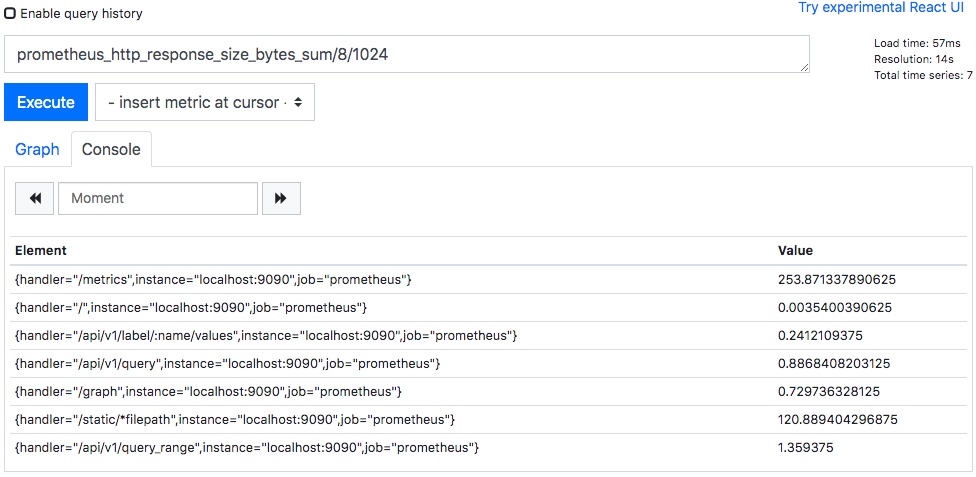 Enable query history
Try experimental React UI
prometheus_http_response_size_bytes_sum/8/1024
Load time: 57ms
Resolution: 14s
Total time series: 7
Execute
- insert metric at cursor -
Graph
Console
Moment
Element Value
{handler="/metrics",instance="localhost:9090",job="prometheus"} 253.871337890625
{handler="/",instance="localhost:9090",job="prometheus"} 0.0035400390625
{handler="/api/v1/label/:name/values",instance="localhost:9090",job="prometheus"} 0.2412109375
{handler="/api/v1/query",instance="localhost:9090",job="prometheus"} 0.8868408203125
{handler="/graph",instance="localhost:9090",job="prometheus"} 0.729736328125
{handler="/static/*filepath",instance="localhost:9090",job="prometheus"} 120.889404296875
{handler="/api/v1/query_range",instance="localhost:9090",job="prometheus"} 1.359375